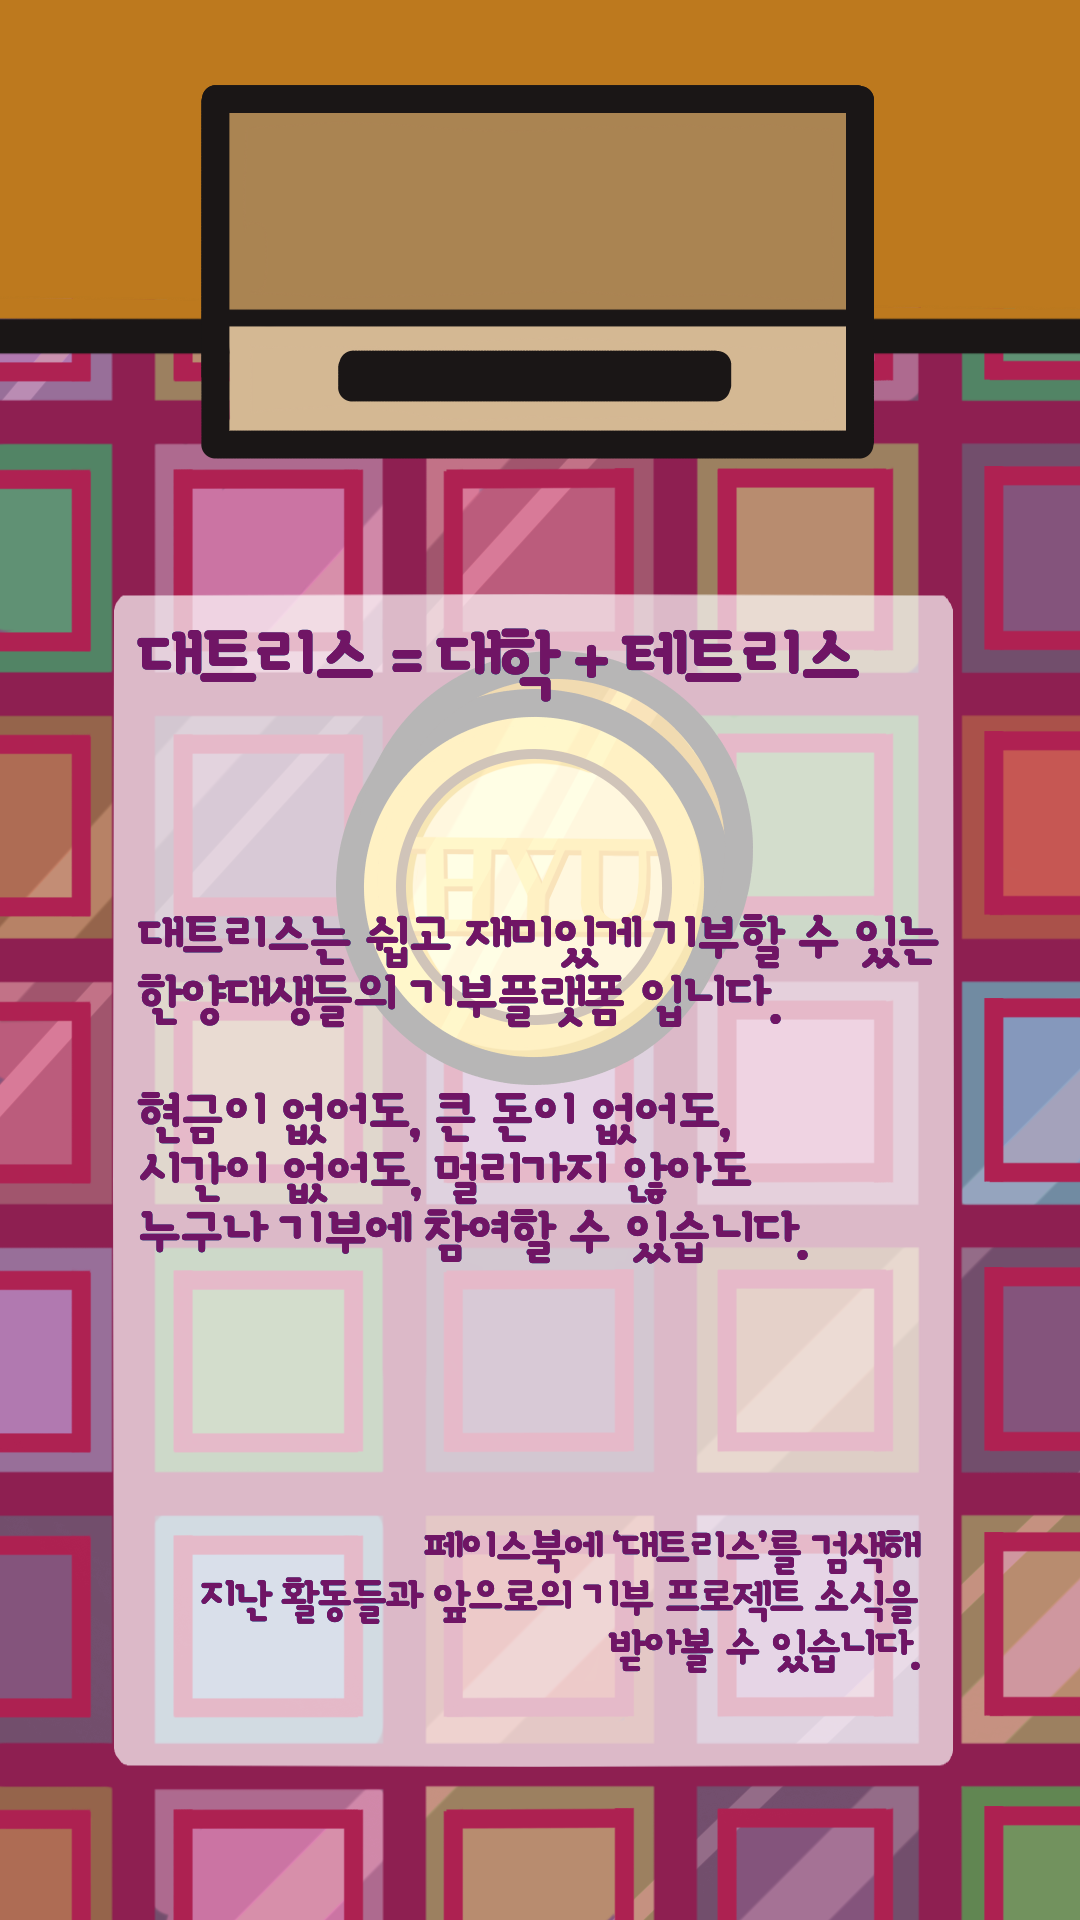 대트리스 = 대학 + 테트리스
HYU
대트리스는 쉽고 재미있게 기부할 수 있는
한양대생들의 기부플랫폼 입니다.
현금이 없어도, 큰 돈이 없어도,
시간이 없어도, 멀리가지 않아도
누구나 기부에 참여할 수 있습니다.
페이스북에 ‘대트리스’를 검색해
지난 활동들과 앞으로의 기부 프로젝트 소식을
받아볼 수 있습니다.